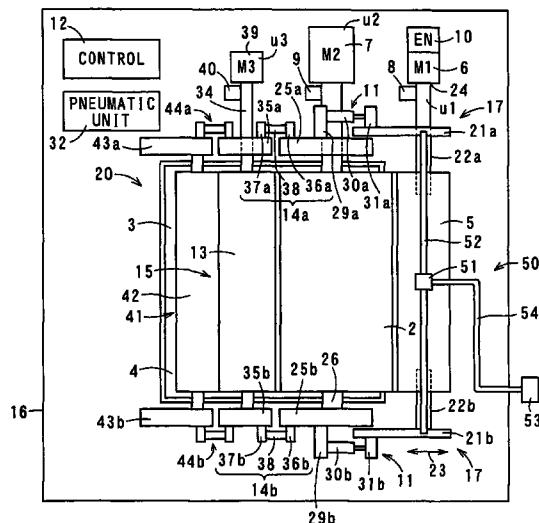 12
CONTROL
PNEUMATIC
UNIT
32
39
u3
M3
40
34
u2
M2
7
9
11
EN
10
M1
6
8
24
u1
17
44a
35a
25a
21a
43a
22a
20
37a
38
36a
29a
30a
31a
14a
3
13
15
42
41
4
5
52
51
50
54
2
53
26
35b
25b
16
43b
22b
44b
37b
38
36b
21b
14b
29b
30b
31b
11
23
17